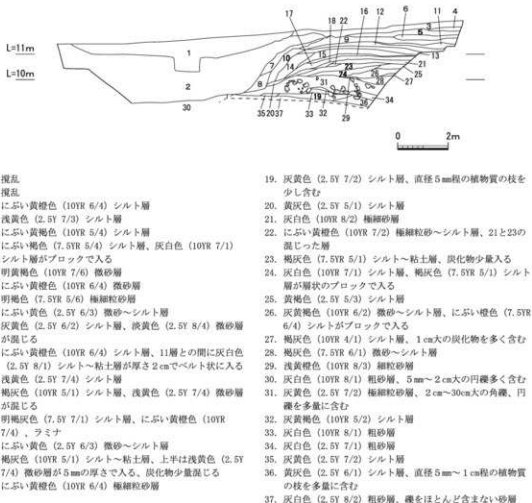 6
4
18 22
16
12
11
3
17
5
L=11m
9
15
13
1
10
7
14
21
23
L=10m
24
26
25
31
28
27
2
8
19
36
34
30
35 20 37
33
32
29
0 2m
攪乱
攪乱
にぶい黄橙色（10YR 6/4）シルト層
浅黄色（2.5Y 7/3）シルト層
にぶい黄褐色（10YR 5/4）シルト層
にぶい褐色（7.5YR 5/4）シルト層、灰白色（10YR 7/1）
シルト層がブロックで入る
明黄褐色（10YR 7/6）微砂層
にぶい黄橙色（10YR 6/4）微砂層
明褐色（7.5YR 5/6）極細粒砂層
にぶい黄色（2.5Y 6/3）微砂～シルト層
灰黄色（2.5Y 6/2）シルト層、淡黄色（2.5Y 8/4）微砂層
が混じる
にぶい黄橙色（10YR 6/4）シルト層、11層との間に灰白色
（2.5Y 8/1）シルト～粘土層が厚さ2cmでベルト状に入る
浅黄色（2.5Y 7/4）シルト層
褐灰色（10YR 5/1）シルト層、浅黄色（2.5Y 7/4）微砂層
が混じる
明褐灰色（7.5Y 7/1）シルト層、にぶい黄橙色（10YR
7/4）、ラミナ
にぶい黄色（2.5Y 6/3）微砂～シルト層
褐灰色（10YR 5/1）シルト～粘土層、上半は浅黄色（2.5Y
7/4）微砂層が5mmの厚さで入る、炭化物少量混じる
にぶい黄橙色（10YR 6/4）極細粒砂層
19. 灰黄色（2.5Y 7/2）シルト層、直径5mm程の植物質の枝を
少し含む
20. 黄灰色（2.5Y 5/1）シルト層
21. 灰白色（10YR 8/2）極細砂層
22. にぶい黄橙色（10YR 7/2）極細粒砂～シルト層、21と23の
混じった層
23. 褐灰色（7.5YR 5/1）シルト～粘土層、炭化物少量入る
24. 灰白色（10YR 7/1）シルト層、褐灰色（7.5YR 5/1）シルト
層が層状のブロックで入る
25. 黄褐色（2.5Y 5/3）シルト層
26. 灰黄褐色（10YR 6/2）微砂～シルト層、にぶい橙色（7.5YR
6/4）シルトがブロックで入る
27. 褐灰色（10YR 4/1）シルト層、1cm大の炭化物を多く含む
28. 褐灰色（7.5YR 6/1）微砂～シルト層
29. 浅黄橙色（10YR 8/3）細粒砂層
30. 灰白色（10YR 8/1）粗砂層、5mm～2cm大の円礫多く含む
31. 灰黄色（2.5Y 7/2）極細粒砂層、2cm～30cm大の角礫、円
礫を多量に含む
32. 灰黄褐色（10YR 5/2）シルト層
33. 灰白色（10YR 8/1）粗砂層
34. 灰白色（2.5Y 7/1）粗砂層
35. 灰黄色（2.5Y 7/2）シルト層
36. 黄灰色（2.5Y 6/1）シルト層、直径5mm～1cm程の植物質
の枝を多量に含む
37. 灰白色（2.5Y 8/2）粗砂層、礫をほとんど含まない砂層